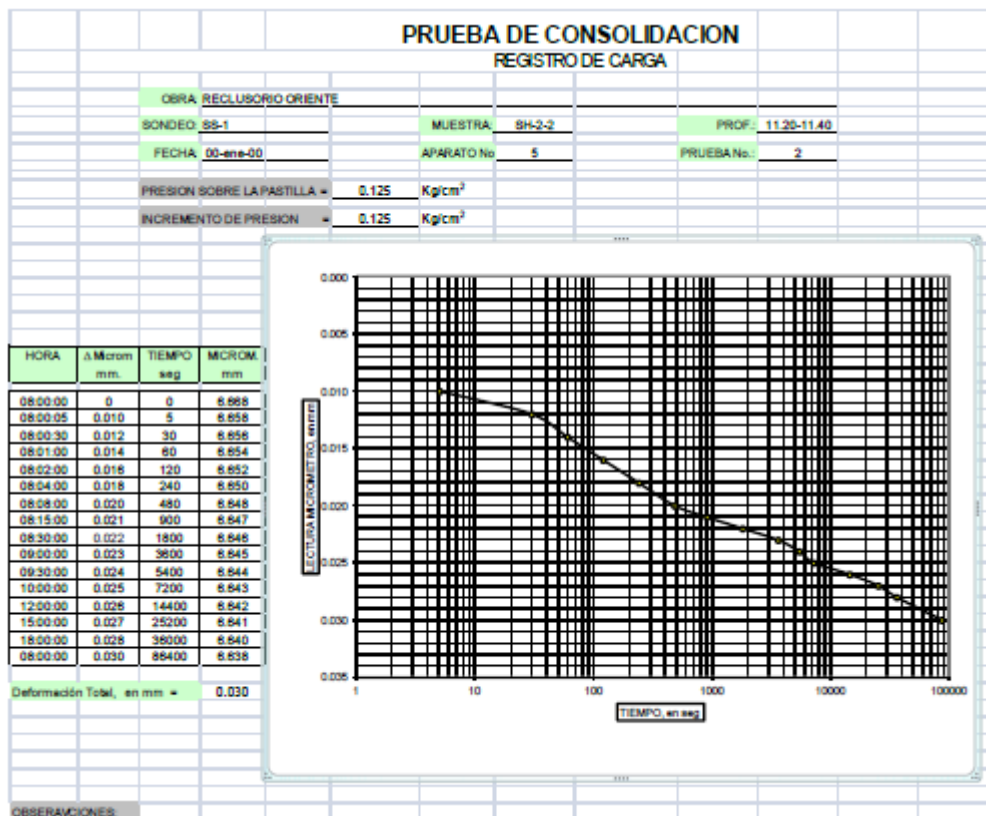 PRUEBA DE CONSOLIDACION
REGISTRO DE CARGA
OBRA: RECLUSORIO ORIENTE
SONDEO: SS-1 MUESTRA: SH-2-2 PROF.: 11.20-11.40
FECHA: 00-ene-00 APARATO No 5 PRUEBA No.: 2
PRESION SOBRE LA PASTILLA = 0.125 Kg/cm²
INCREMENTO DE PRESION = 0.125 Kg/cm²
HORA Δ Microm mm. TIEMPO seg MICROM. mm
08:00:00 0 0 6.668
08:00:05 0.010 5 6.658
08:00:30 0.012 30 6.656
08:01:00 0.014 60 6.654
08:02:00 0.016 120 6.652
08:04:00 0.018 240 6.650
08:08:00 0.020 480 6.648
08:15:00 0.021 900 6.647
08:30:00 0.022 1800 6.646
09:00:00 0.023 3600 6.645
09:30:00 0.024 5400 6.644
10:00:00 0.025 7200 6.643
12:00:00 0.026 14400 6.642
15:00:00 0.027 25200 6.641
18:00:00 0.028 36000 6.640
08:00:00 0.030 86400 6.638
Deformación Total, en mm = 0.030
LECTURA MICROMETRO, en mm
0.000
0.005
0.010
0.015
0.020
0.025
0.030
0.035
1 10 100 1000 10000 100000
TIEMPO, en seg
OBSERAVCIONES: